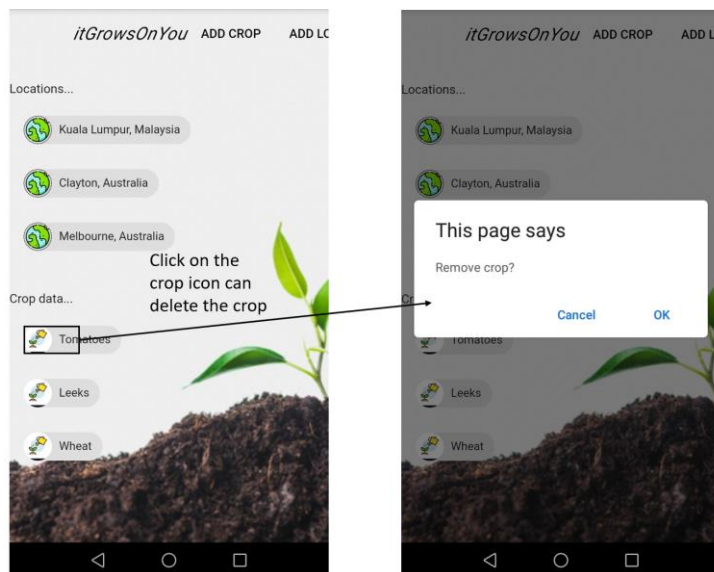 itGrowsOnYou ADD CROP ADD LO
Locations...
Kuala Lumpur, Malaysia
Clayton, Australia
Melbourne, Australia
Click on the
crop icon can
delete the crop
Crop data...
Tomatoes
Leeks
Wheat
itGrowsOnYou ADD CROP ADD L
Locations...
Kuala Lumpur, Malaysia
Clayton, Australia
This page says
Remove crop?
Cancel OK
Cr
Tomatoes
Leeks
Wheat